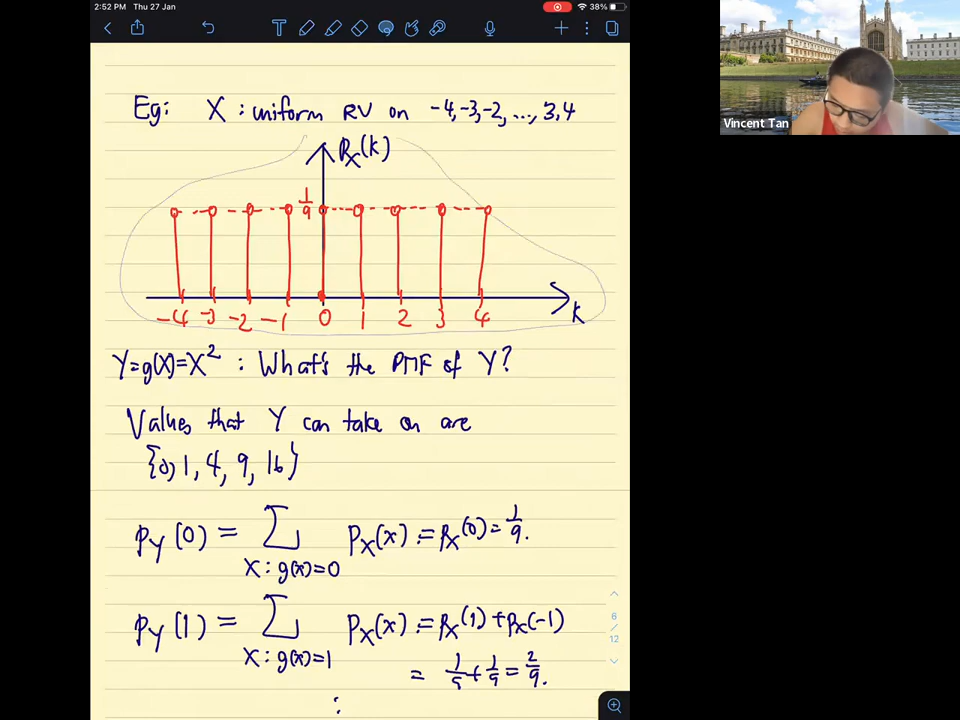 2:52 PM Thu 27 Jan
38%
Vincent Tan
Eg: X : uniform RV on -4,-3,-2, ..., 3,4
Px(k)
1/9
-4 -3 -2 -1 0 1 2 3 4 k
Y=g(X)=X² : What's the PMF of Y?
Values that Y can take on are
{0, 1, 4, 9, 16}
PY(0) = ∑ x: g(x)=0 PX(x) = PX(0) = 1/9.
PY(1) = ∑ x: g(x)=1 PX(x) = PX(1) + PX(-1)
= 1/9 + 1/9 = 2/9.
⋮
6 / 12